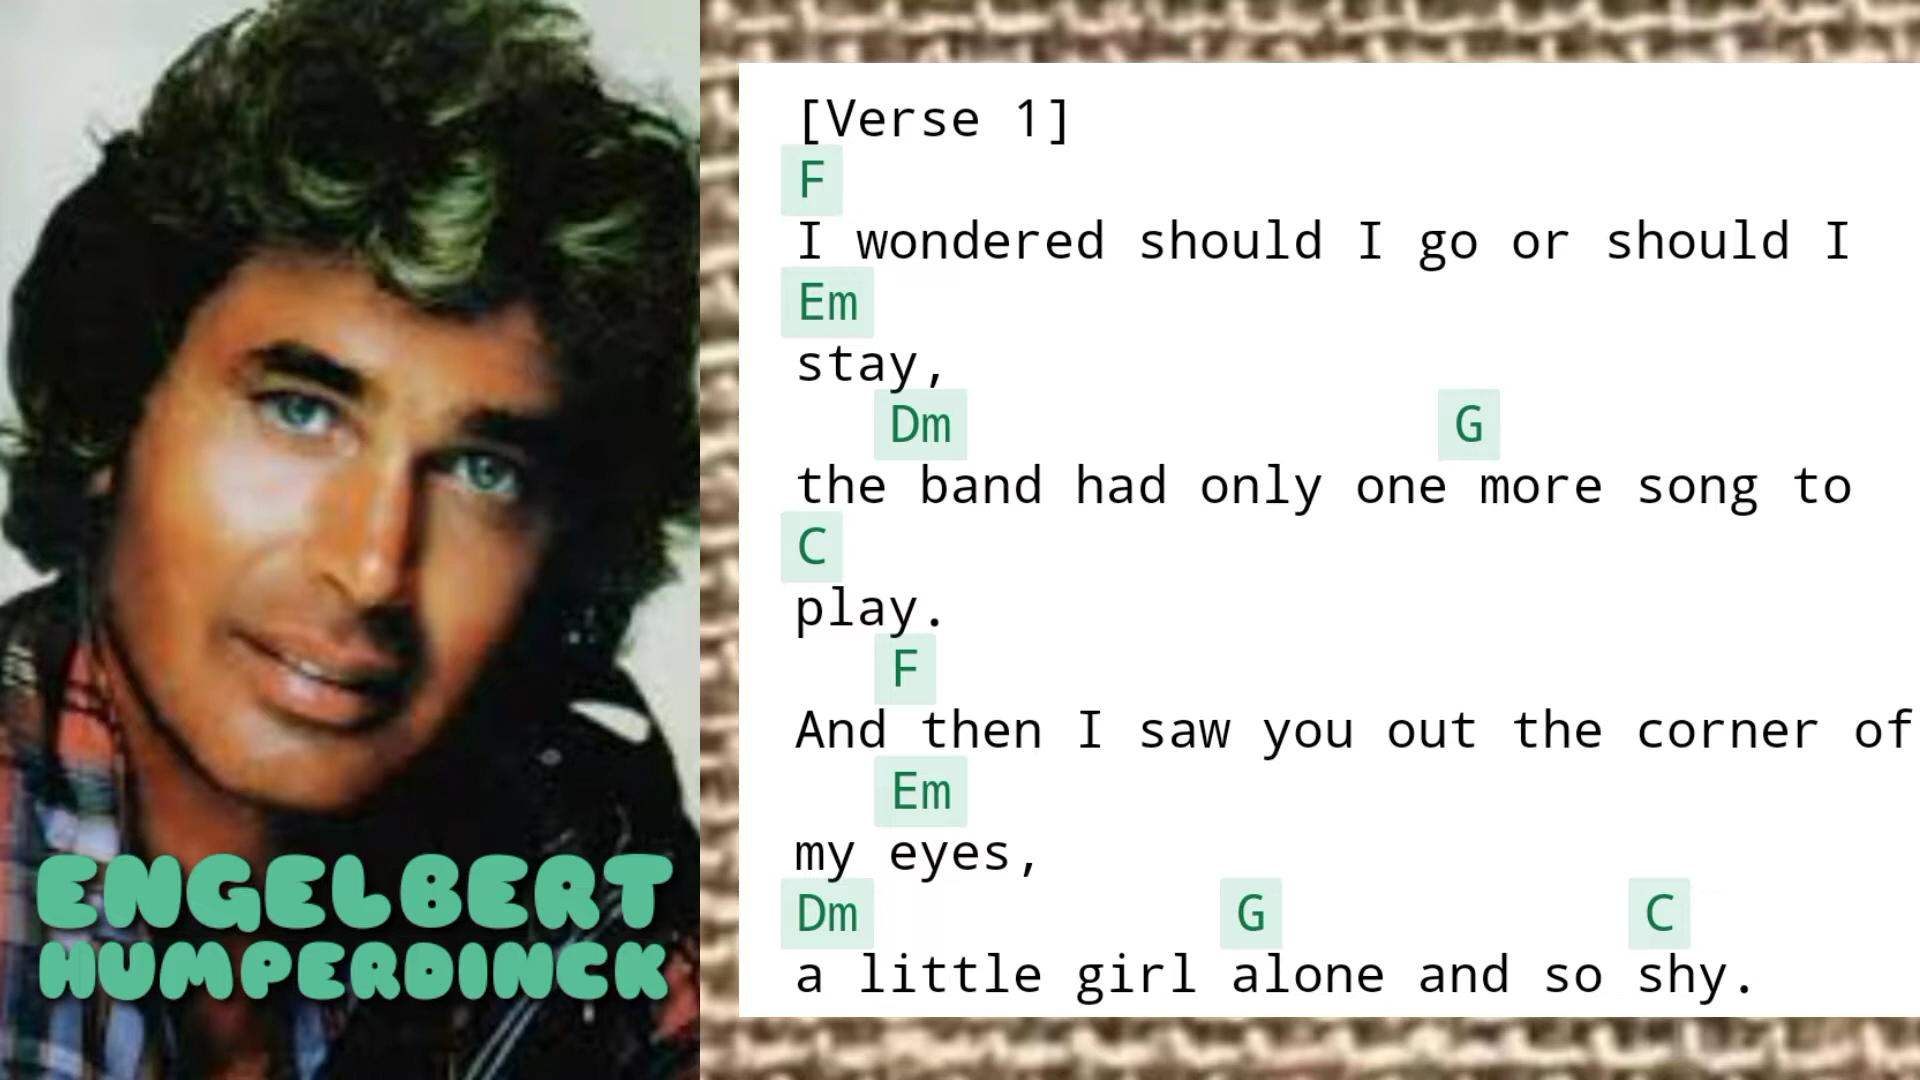 ENGELBERT
HUMPERDINCK
[Verse 1]
F
I wondered should I go or should I
Em
stay,
Dm G
the band had only one more song to
C
play.
F
And then I saw you out the corner of
Em
my eyes,
Dm G C
a little girl alone and so shy.